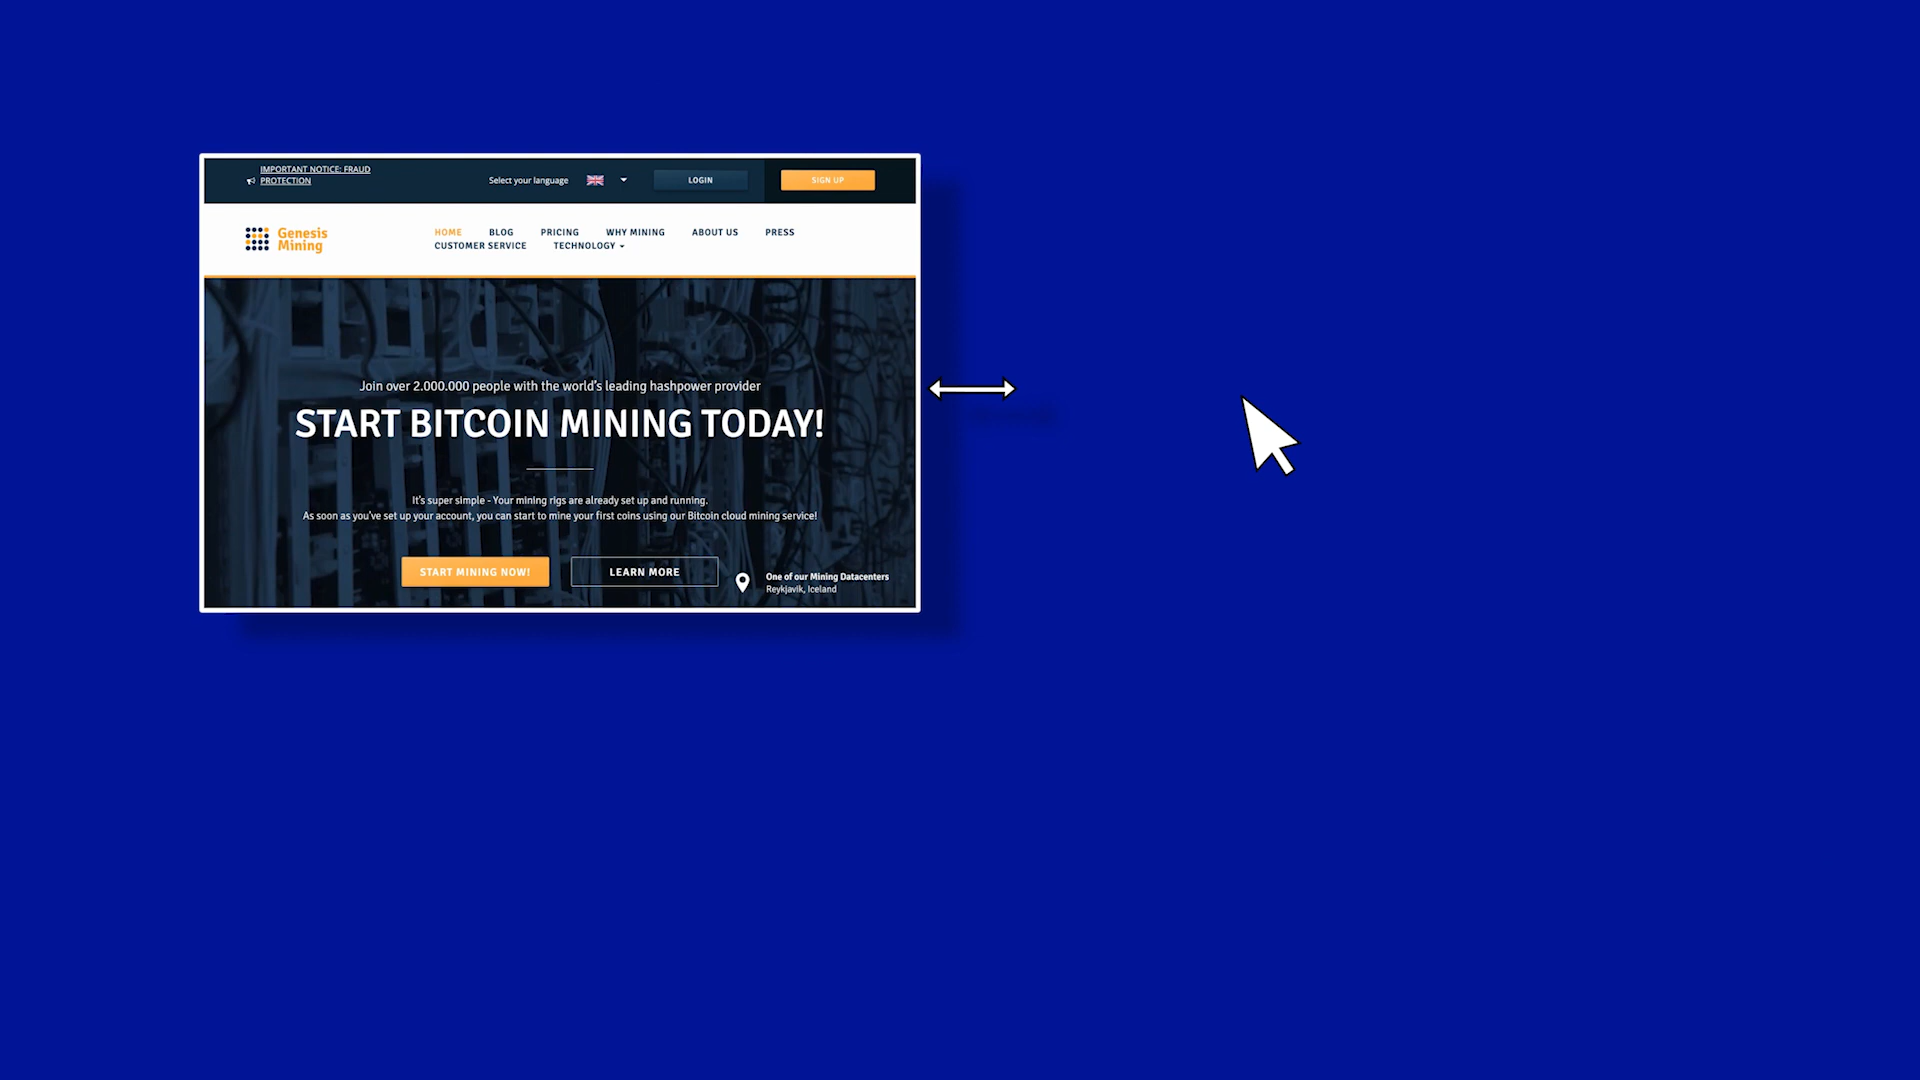 IMPORTANT NOTICE: FRAUD
PROTECTION
Select your language
LOGIN
SIGN UP
Genesis
Mining
HOME BLOG PRICING WHY MINING ABOUT US PRESS
CUSTOMER SERVICE TECHNOLOGY
Join over 2.000.000 people with the world's leading hashpower provider
START BITCOIN MINING TODAY!
It's super simple - Your mining rigs are already set up and running.
As soon as you've set up your account, you can start to mine your first coins using our Bitcoin cloud mining service!
START MINING NOW!
LEARN MORE
One of our Mining Datacenters
Reykjavik, Iceland